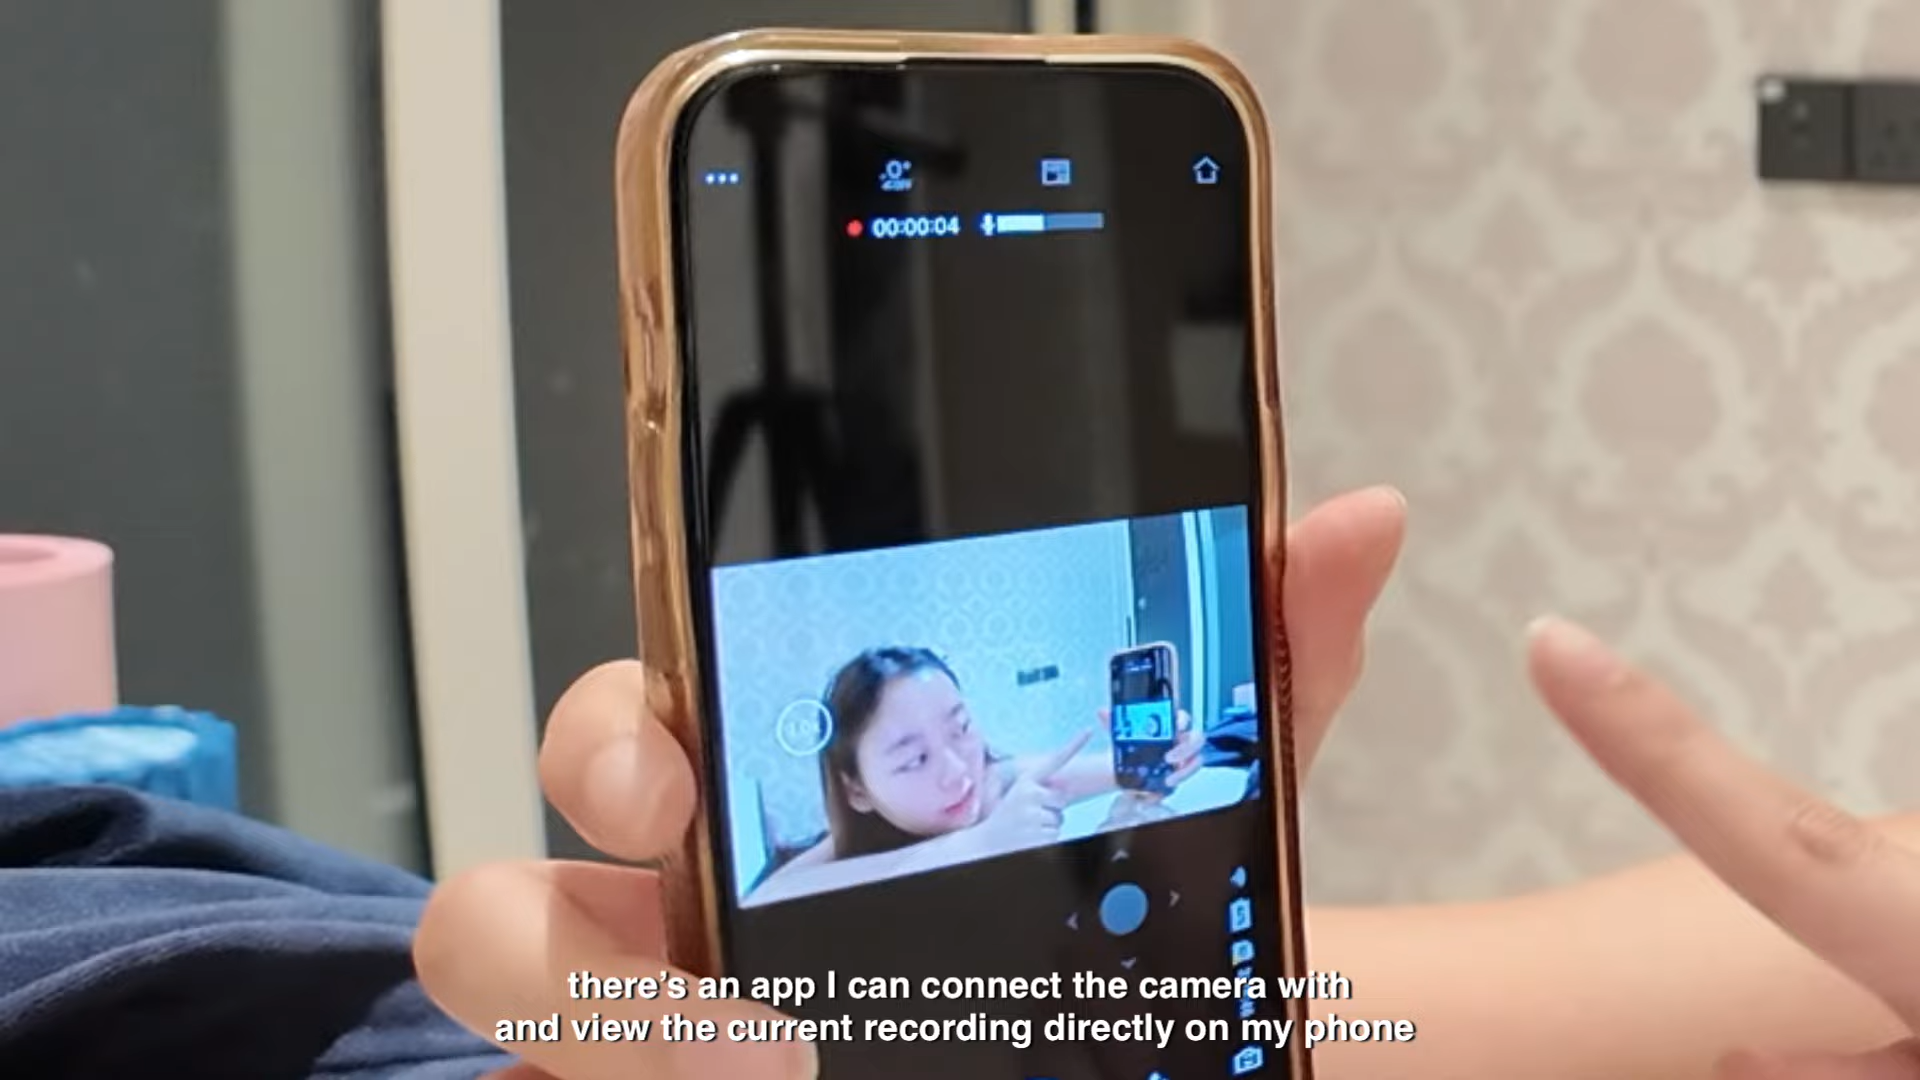 00:00:04
there's an app I can connect the camera with
and view the current recording directly on my phone